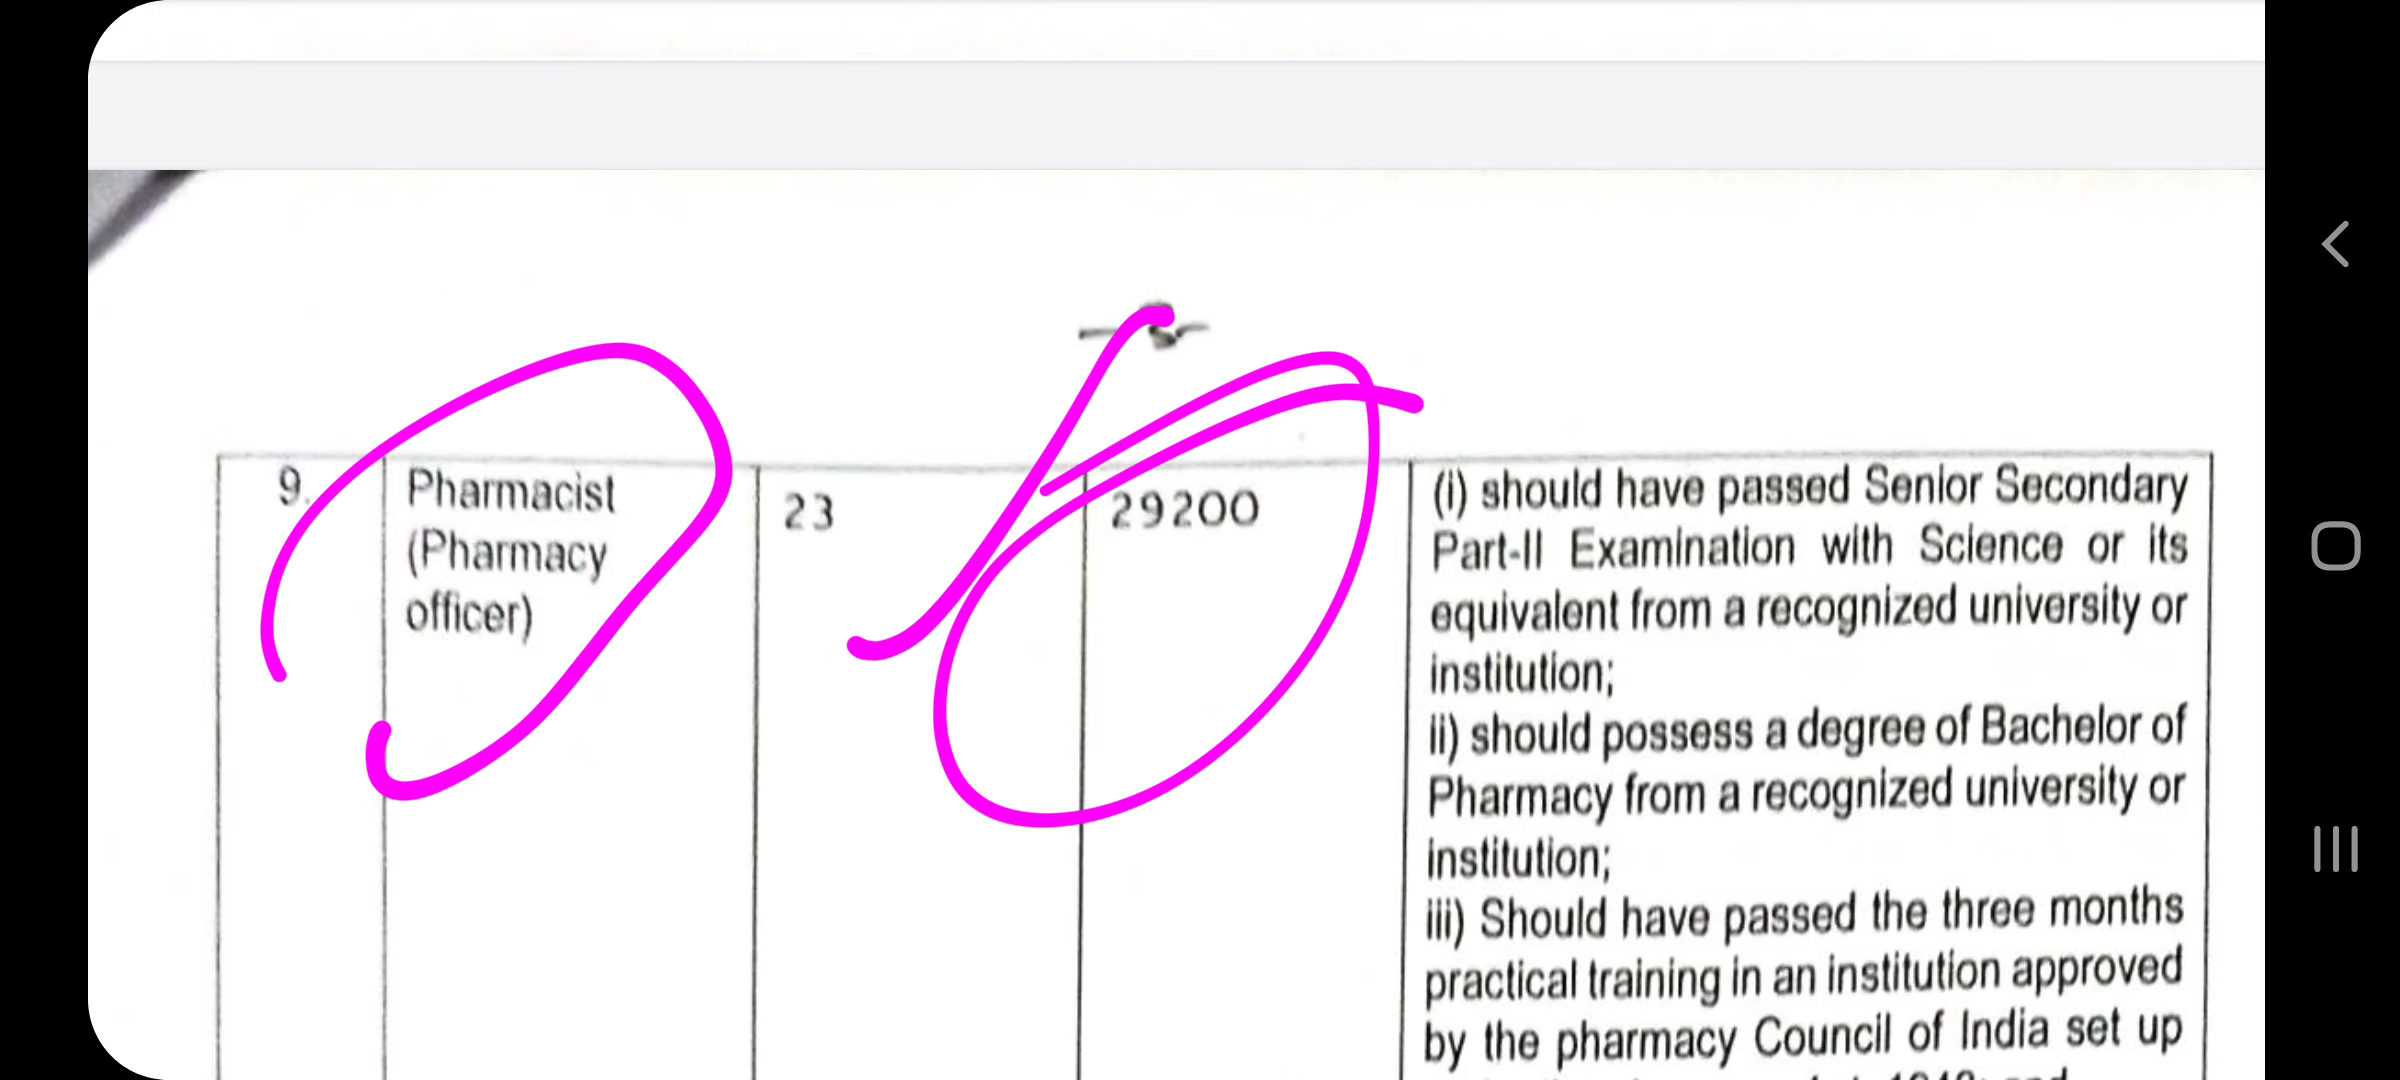 -5-
9.
Pharmacist
(Pharmacy
officer)
23
29200
(i) should have passed Senior Secondary
Part-II Examination with Science or its
equivalent from a recognized university or
institution;
ii) should possess a degree of Bachelor of
Pharmacy from a recognized university or
institution;
iii) Should have passed the three months
practical training in an institution approved
by the pharmacy Council of India set up